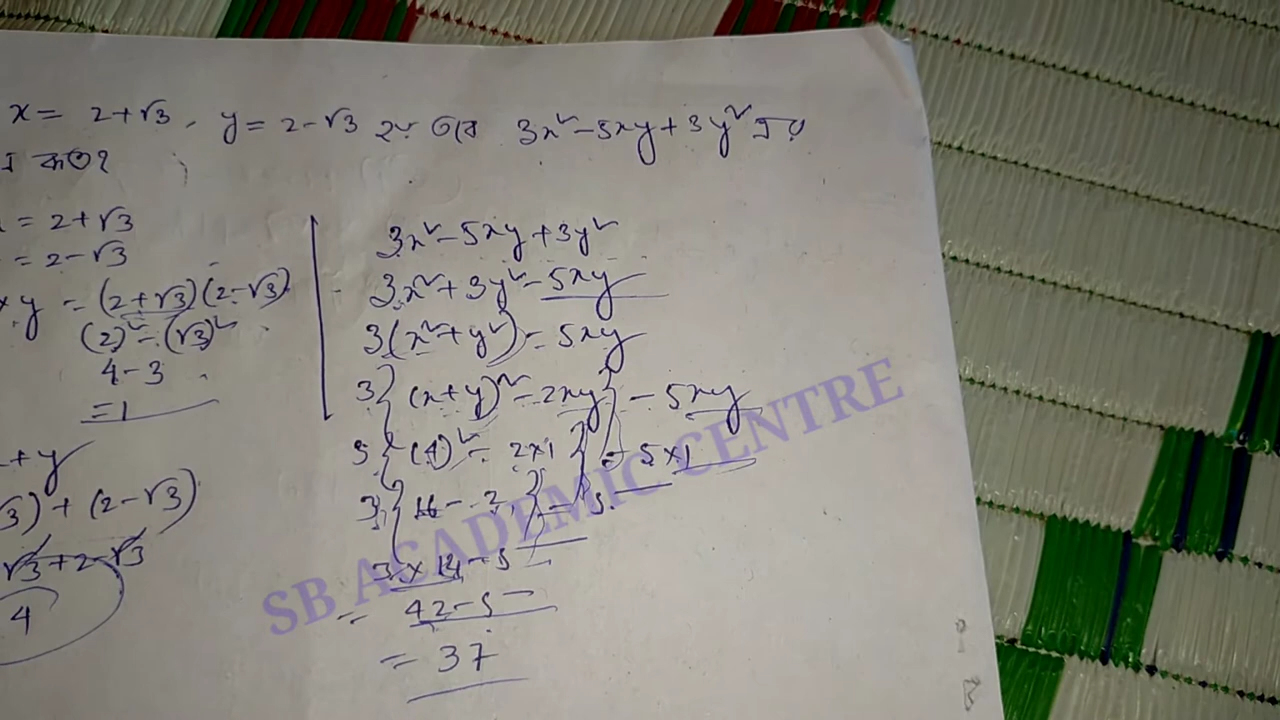 x = 2+√3, y = 2-√3 হলে 3x² - 5xy + 3y²
কত?
= 2+√3
= 2-√3
y = (2+√3)(2-√3)
(2)² - (√3)²
4-3
=1
+y
3) + (2-√3)
√3+2-√3
4
3x² - 5xy + 3y²
3x² + 3y² - 5xy
3(x² + y²) - 5xy
3{(x+y)² - 2xy} - 5xy
3{(4)² - 2×1} - 5×1
3{16 - 2} - 5
3×14 - 5
= 42-5
= 37
SB ACADEMIC CENTRE